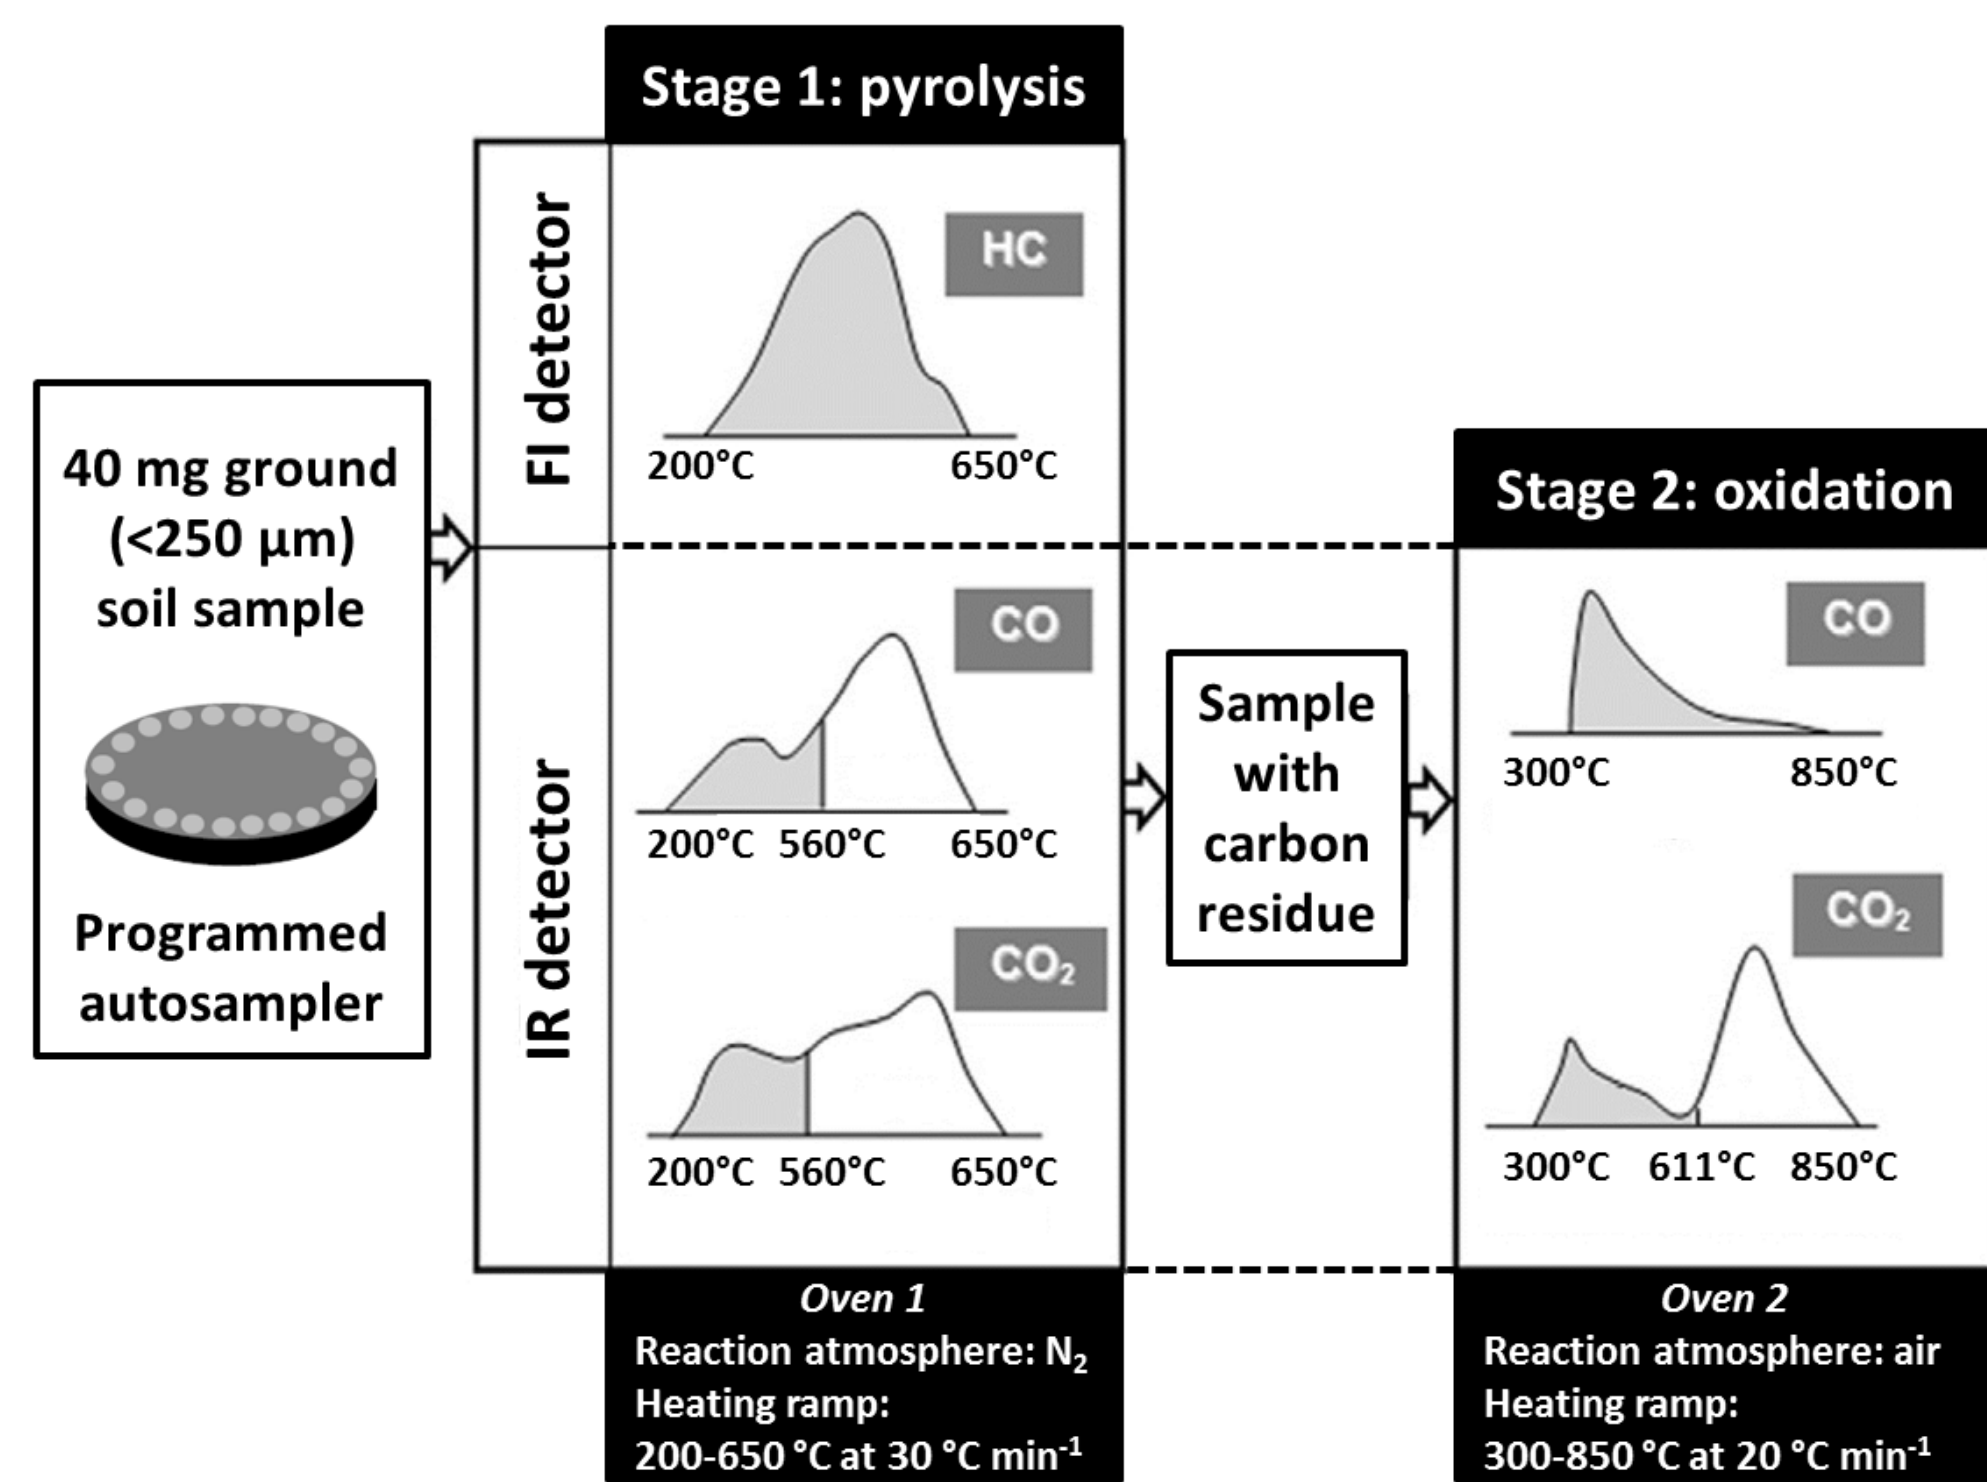 Stage 1: pyrolysis
FI detector
HC
200°C 650°C
40 mg ground
(<250 µm)
soil sample
Programmed
autosampler
IR detector
CO
200°C 560°C 650°C
CO₂
200°C 560°C 650°C
Sample
with
carbon
residue
Stage 2: oxidation
CO
300°C 850°C
CO₂
300°C 611°C 850°C
Oven 1
Reaction atmosphere: N₂
Heating ramp:
200-650 °C at 30 °C min⁻¹
Oven 2
Reaction atmosphere: air
Heating ramp:
300-850 °C at 20 °C min⁻¹